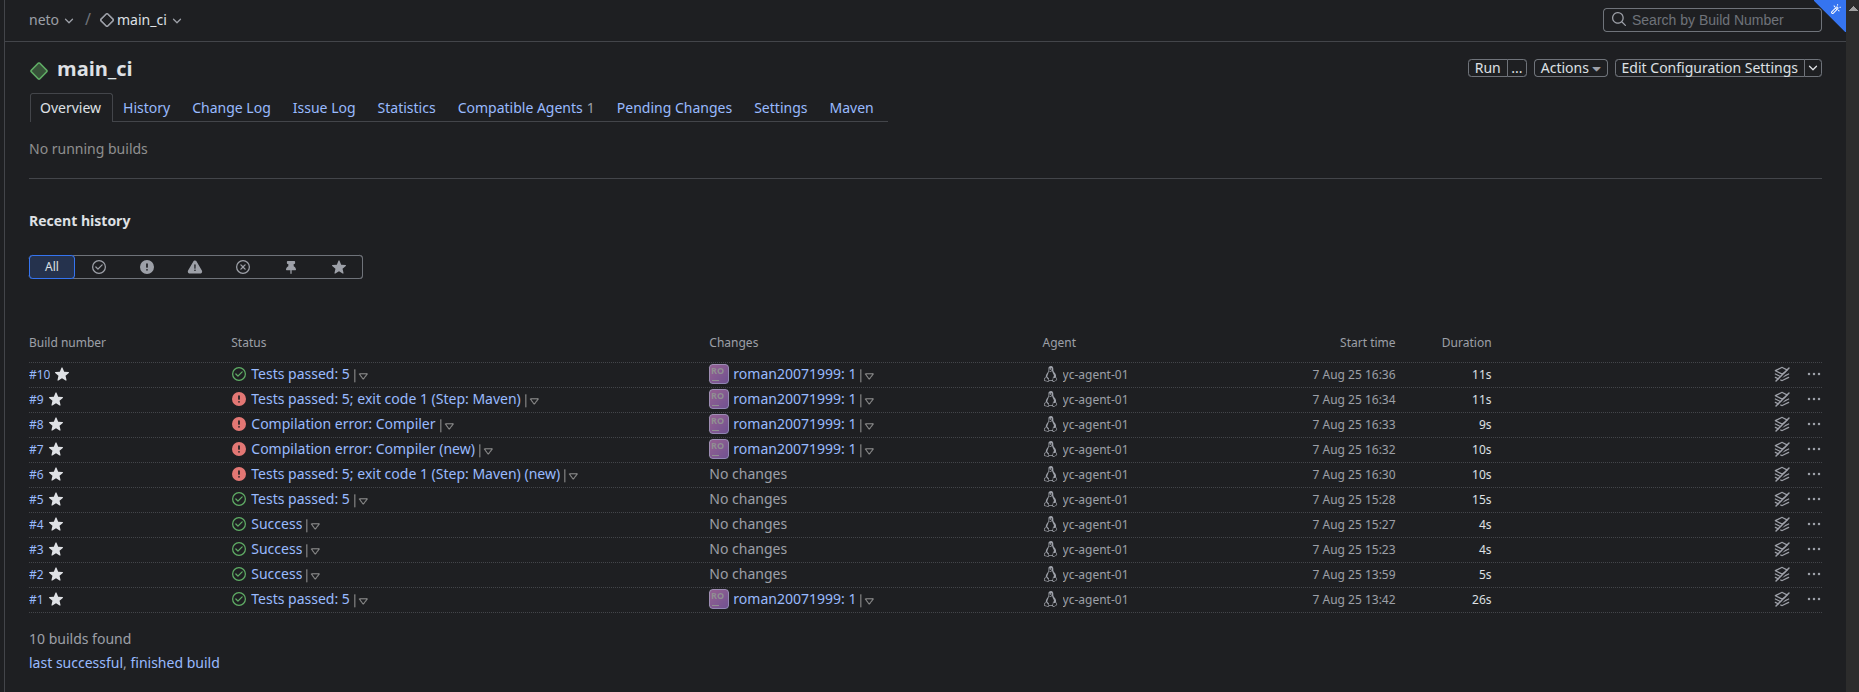 neto / main_ci Search by Build Number
main_ci Run ... Actions Edit Configuration Settings
Overview History Change Log Issue Log Statistics Compatible Agents 1 Pending Changes Settings Maven
No running builds
Recent history
All
Build number Status Changes Agent Start time Duration
#10 Tests passed: 5 | RO roman20071999: 1 | yc-agent-01 7 Aug 25 16:36 11s
#9 Tests passed: 5; exit code 1 (Step: Maven) | RO roman20071999: 1 | yc-agent-01 7 Aug 25 16:34 11s
#8 Compilation error: Compiler | RO roman20071999: 1 | yc-agent-01 7 Aug 25 16:33 9s
#7 Compilation error: Compiler (new) | RO roman20071999: 1 | yc-agent-01 7 Aug 25 16:32 10s
#6 Tests passed: 5; exit code 1 (Step: Maven) (new) | No changes yc-agent-01 7 Aug 25 16:30 10s
#5 Tests passed: 5 | No changes yc-agent-01 7 Aug 25 15:28 15s
#4 Success | No changes yc-agent-01 7 Aug 25 15:27 4s
#3 Success | No changes yc-agent-01 7 Aug 25 15:23 4s
#2 Success | No changes yc-agent-01 7 Aug 25 13:59 5s
#1 Tests passed: 5 | RO roman20071999: 1 | yc-agent-01 7 Aug 25 13:42 26s
10 builds found
last successful, finished build